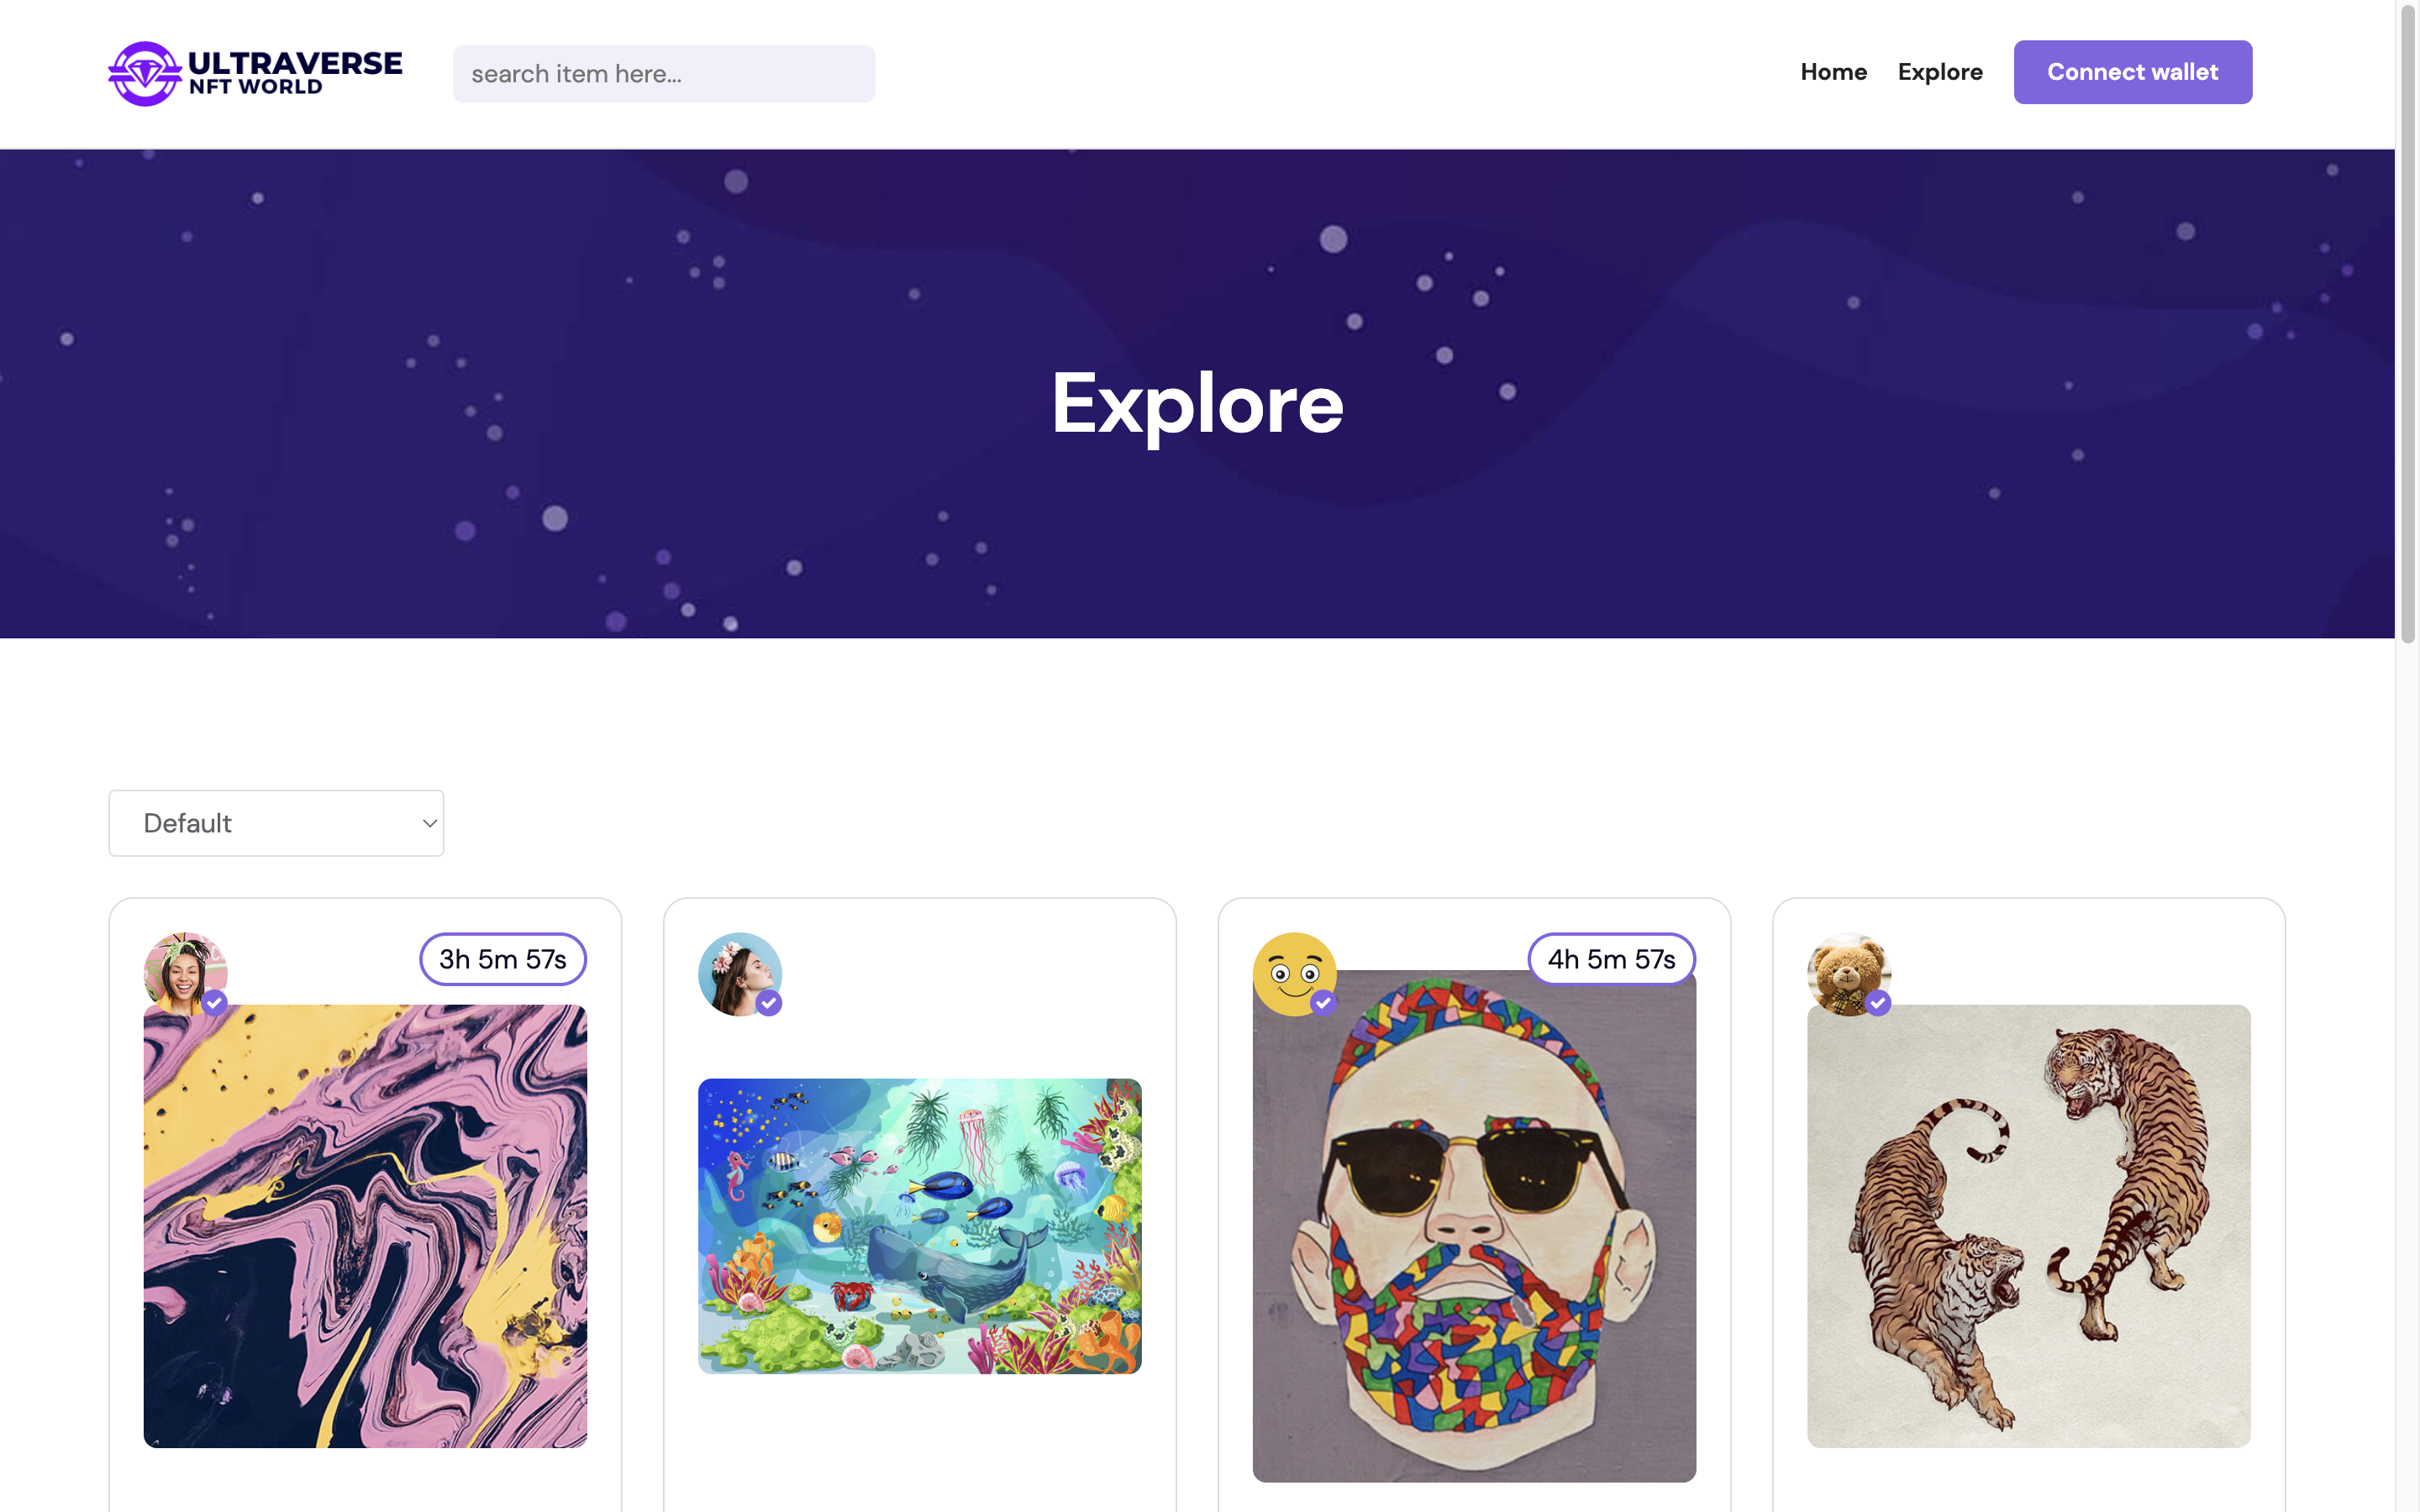 ULTRAVERSE
NFT WORLD
search item here...
Home
Explore
Connect wallet
Explore
Default
3h 5m 57s
4h 5m 57s